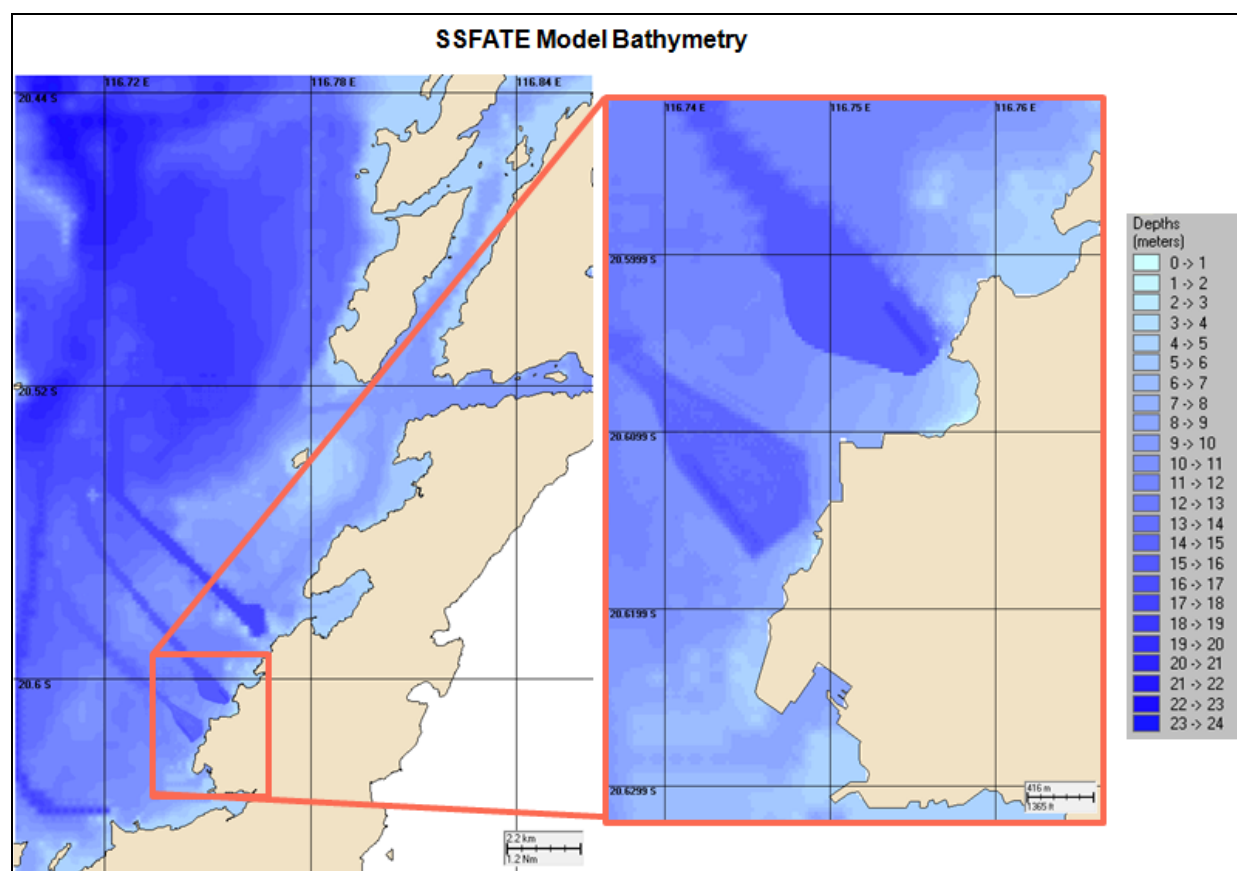 SSFATE Model Bathymetry
116.72 E
116.78 E
116.84 E
20.44 S
20.52 S
20.6 S
2.2 km
1.2 Nm
116.74 E
116.75 E
116.76 E
20.5999 S
20.6099 S
20.6199 S
20.6299 S
416 m
1365 ft
Depths
(meters)
0 -> 1
1 -> 2
2 -> 3
3 -> 4
4 -> 5
5 -> 6
6 -> 7
7 -> 8
8 -> 9
9 -> 10
10 -> 11
11 -> 12
12 -> 13
13 -> 14
14 -> 15
15 -> 16
16 -> 17
17 -> 18
18 -> 19
19 -> 20
20 -> 21
21 -> 22
22 -> 23
23 -> 24